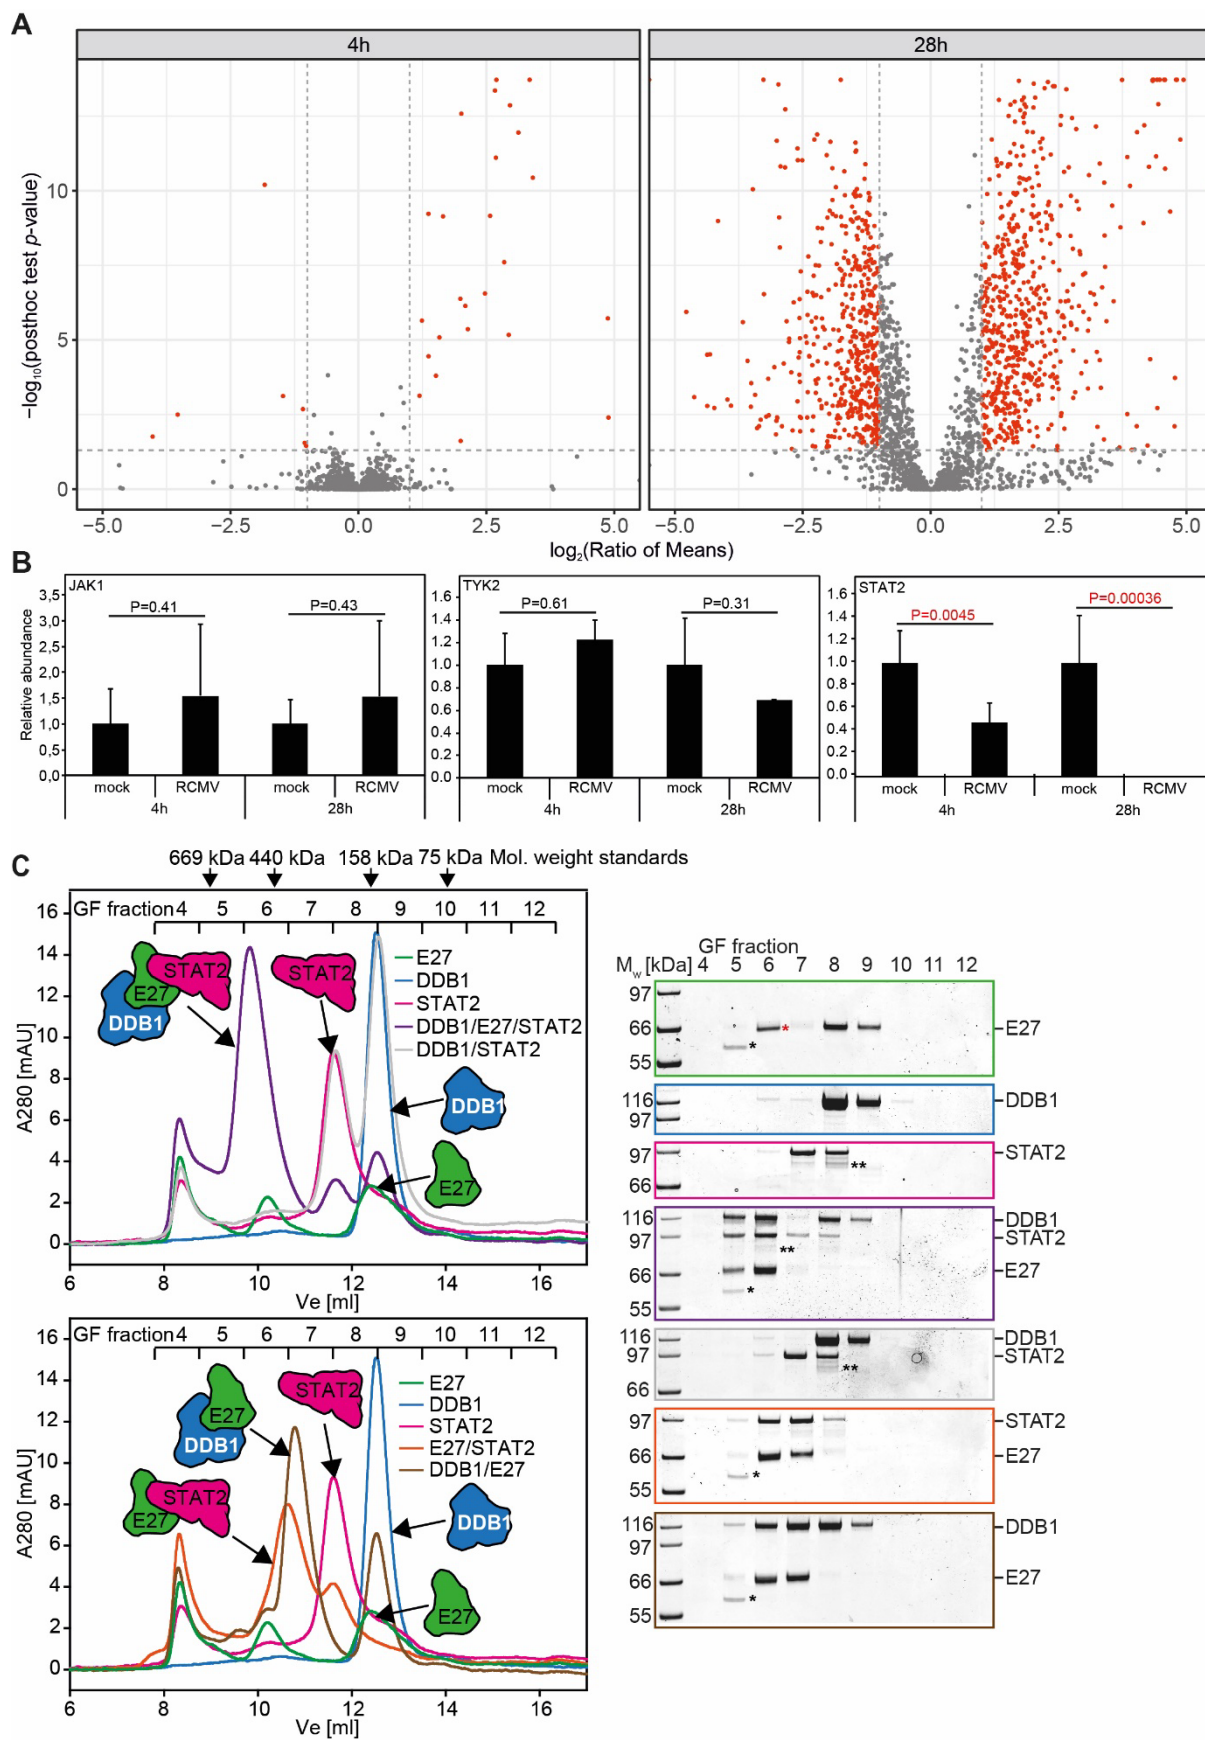 A
4h
28h
−log₁₀(posthoc test p-value)
10
5
0
−5.0
−2.5
0.0
2.5
5.0
−5.0
−2.5
0.0
2.5
5.0
log₂(Ratio of Means)
B
JAK1
P=0.41
P=0.43
Relative abundance
3,5
3,0
2,5
2,0
1,5
1,0
0,5
0,0
mock
RCMV
mock
RCMV
4h
28h
TYK2
P=0.61
P=0.31
1.6
1.4
1.2
1.0
0.8
0.6
0.4
0.2
0.0
mock
RCMV
mock
RCMV
4h
28h
STAT2
P=0.0045
P=0.00036
1.6
1.4
1.2
1.0
0.8
0.6
0.4
0.2
0.0
mock
RCMV
mock
RCMV
4h
28h
C
669 kDa 440 kDa 158 kDa 75 kDa Mol. weight standards
GF fraction 4 5 6 7 8 9 10 11 12
A280 [mAU]
16
14
12
10
8
6
4
2
0
STAT2
E27
DDB1
STAT2
E27
DDB1
STAT2
DDB1/E27/STAT2
DDB1/STAT2
DDB1
E27
6 8 10 12 14 16
Ve [ml]
GF fraction 4 5 6 7 8 9 10 11 12
A280 [mAU]
16
14
12
10
8
6
4
2
0
E27
DDB1
STAT2
E27
STAT2
E27
DDB1
STAT2
E27/STAT2
DDB1/E27
DDB1
E27
6 8 10 12 14 16
Ve [ml]
GF fraction
Mw [kDa] 4 5 6 7 8 9 10 11 12
97
66
55
*
*
E27
116
97
DDB1
97
66
**
STAT2
116
97
66
55
**
*
DDB1
STAT2
E27
116
97
66
**
DDB1
STAT2
97
66
55
*
STAT2
E27
116
97
66
55
*
DDB1
E27